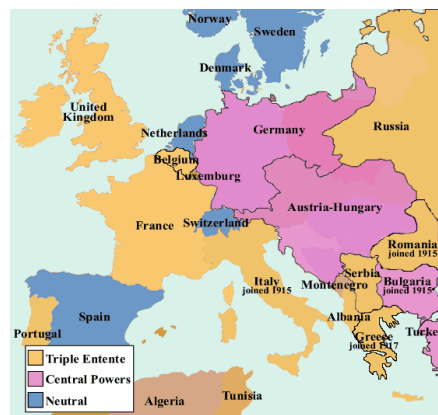 Norway
Sweden
Denmark
United
Kingdom
Netherlands
Germany
Russia
Belgium
Luxemburg
Austria-Hungary
France
Switzerland
Romania
joined 1915
Italy
joined 1915
Serbia
Montenegro
Bulgaria
joined 1915
Spain
Albania
Portugal
Greece
joined 1917
Turke
Triple Entente
Central Powers
Neutral
Algeria
Tunisia